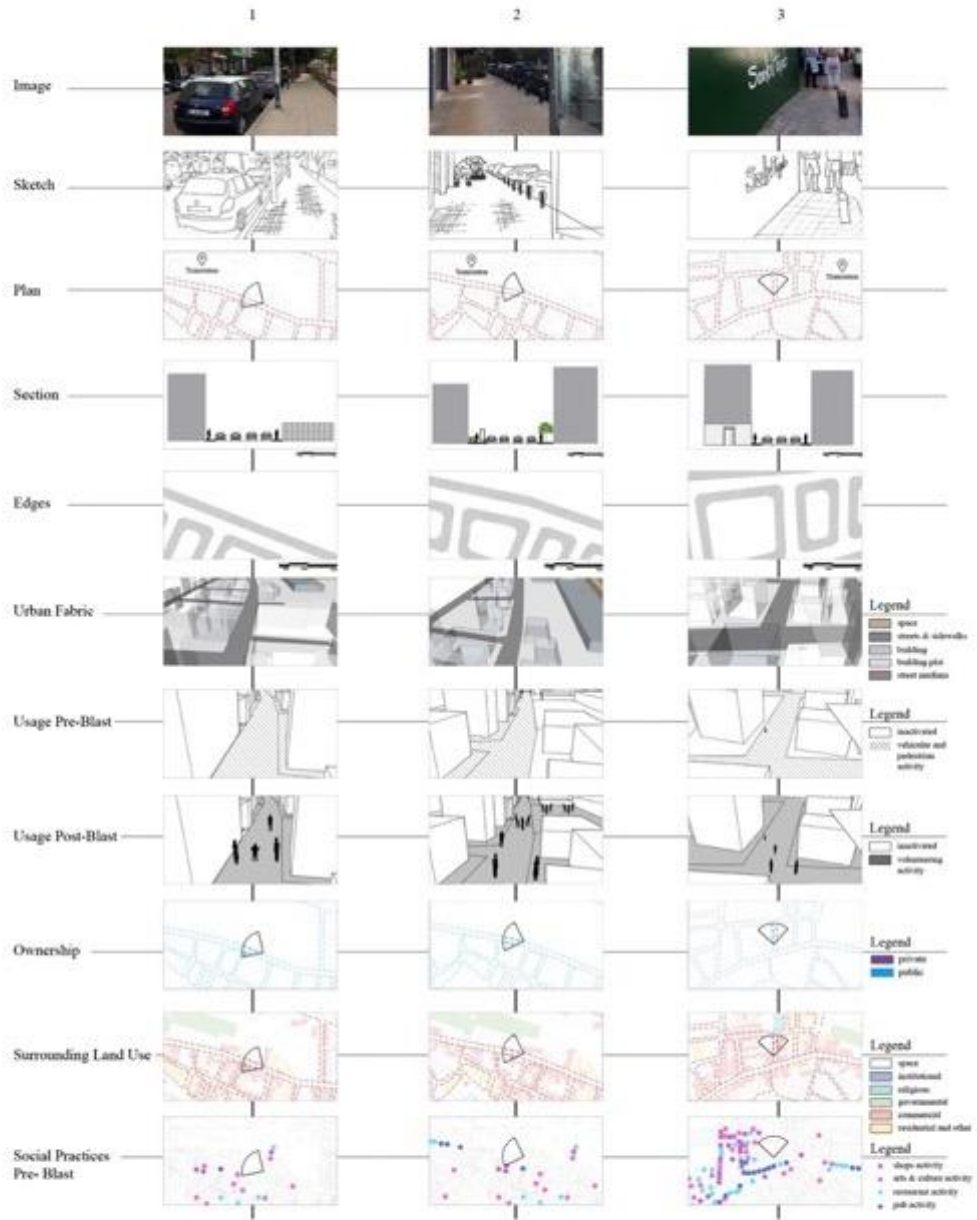 1 2 3
Image
Sketch
Plan
Section
Edges
Urban Fabric
Legend
space
streets & sidewalks
building
building plot
street medians
Usage Pre-Blast
Legend
inactivated
vehicular and
pedestrian
activity
Usage Post-Blast
Legend
inactivated
volunteering
activity
Ownership
Legend
private
public
Surrounding Land Use
Legend
space
institutional
religious
governmental
commercial
residential and other
Social Practices
Pre- Blast
Legend
shops activity
arts & culture activity
restaurant activity
pub activity